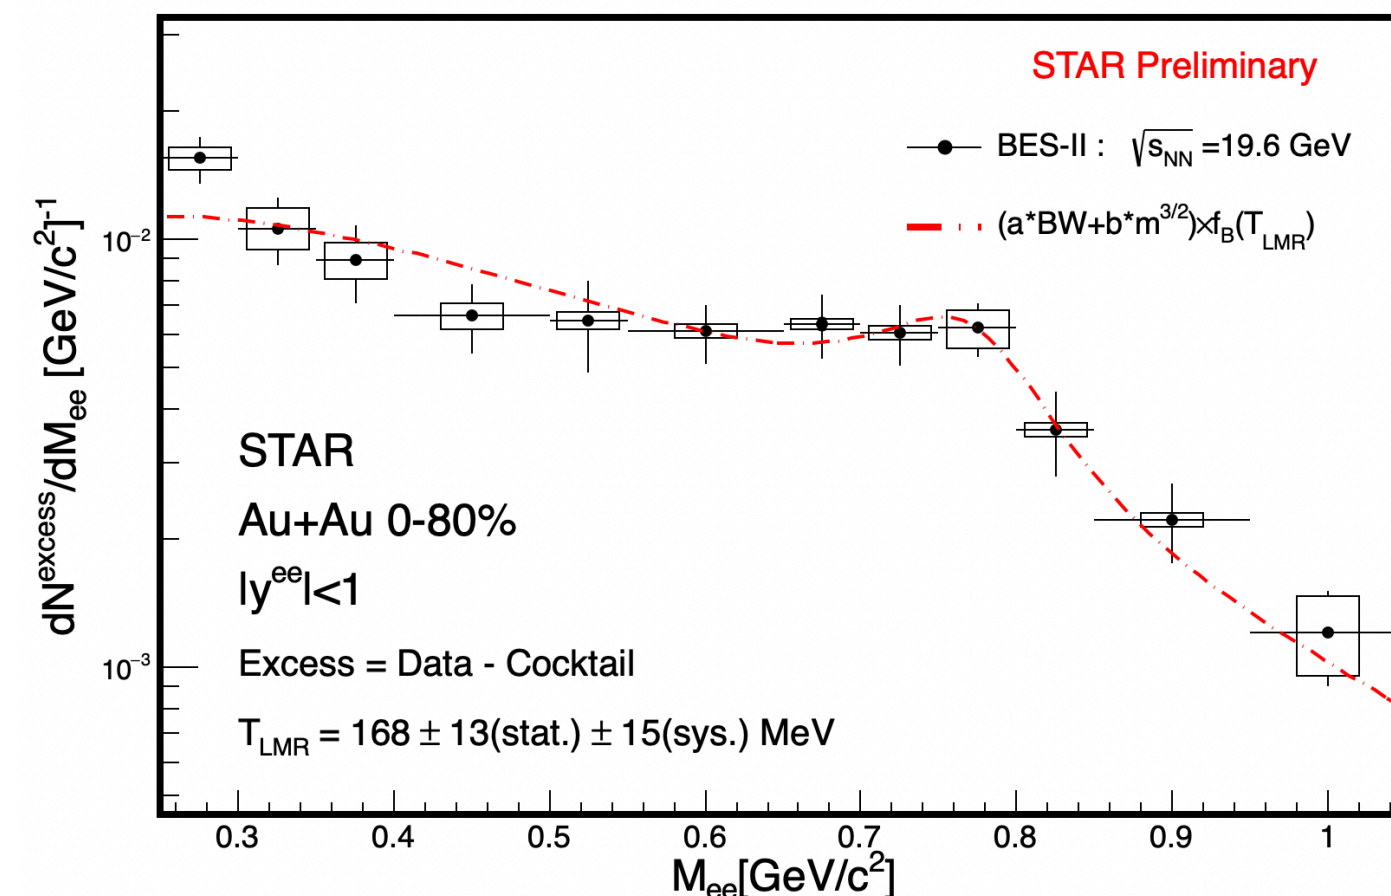 STAR Preliminary
BES-II : √s_NN =19.6 GeV
(a*BW+b*m^3/2)×f_B(T_LMR)
dN^excess/dM_ee [GeV/c^2]^-1
10^−2
10^−3
STAR
Au+Au 0-80%
|y^ee|<1
Excess = Data - Cocktail
T_LMR = 168 ± 13(stat.) ± 15(sys.) MeV
0.3 0.4 0.5 0.6 0.7 0.8 0.9 1
M_ee[GeV/c^2]